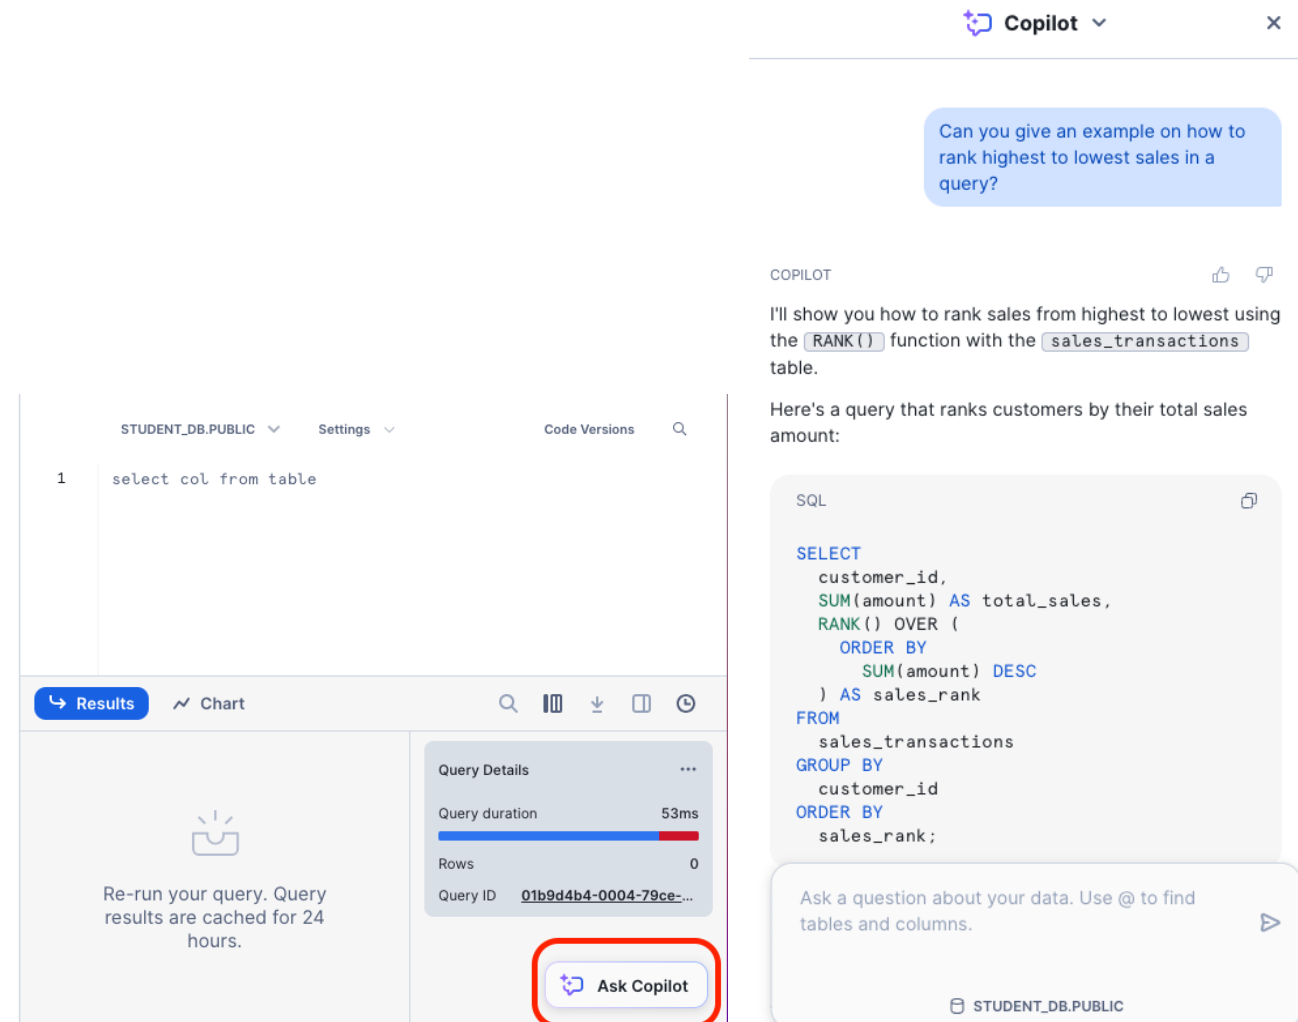 STUDENT_DB.PUBLIC
Settings
Code Versions
1 select col from table
Results
Chart
Re-run your query. Query
results are cached for 24
hours.
Query Details
Query duration 53ms
Rows 0
Query ID 01b9d4b4-0004-79ce-...
Ask Copilot
Copilot
Can you give an example on how to
rank highest to lowest sales in a
query?
COPILOT
I'll show you how to rank sales from highest to lowest using
the RANK() function with the sales_transactions
table.
Here's a query that ranks customers by their total sales
amount:
SQL
SELECT
customer_id,
SUM(amount) AS total_sales,
RANK() OVER (
ORDER BY
SUM(amount) DESC
) AS sales_rank
FROM
sales_transactions
GROUP BY
customer_id
ORDER BY
sales_rank;
Ask a question about your data. Use @ to find
tables and columns.
STUDENT_DB.PUBLIC